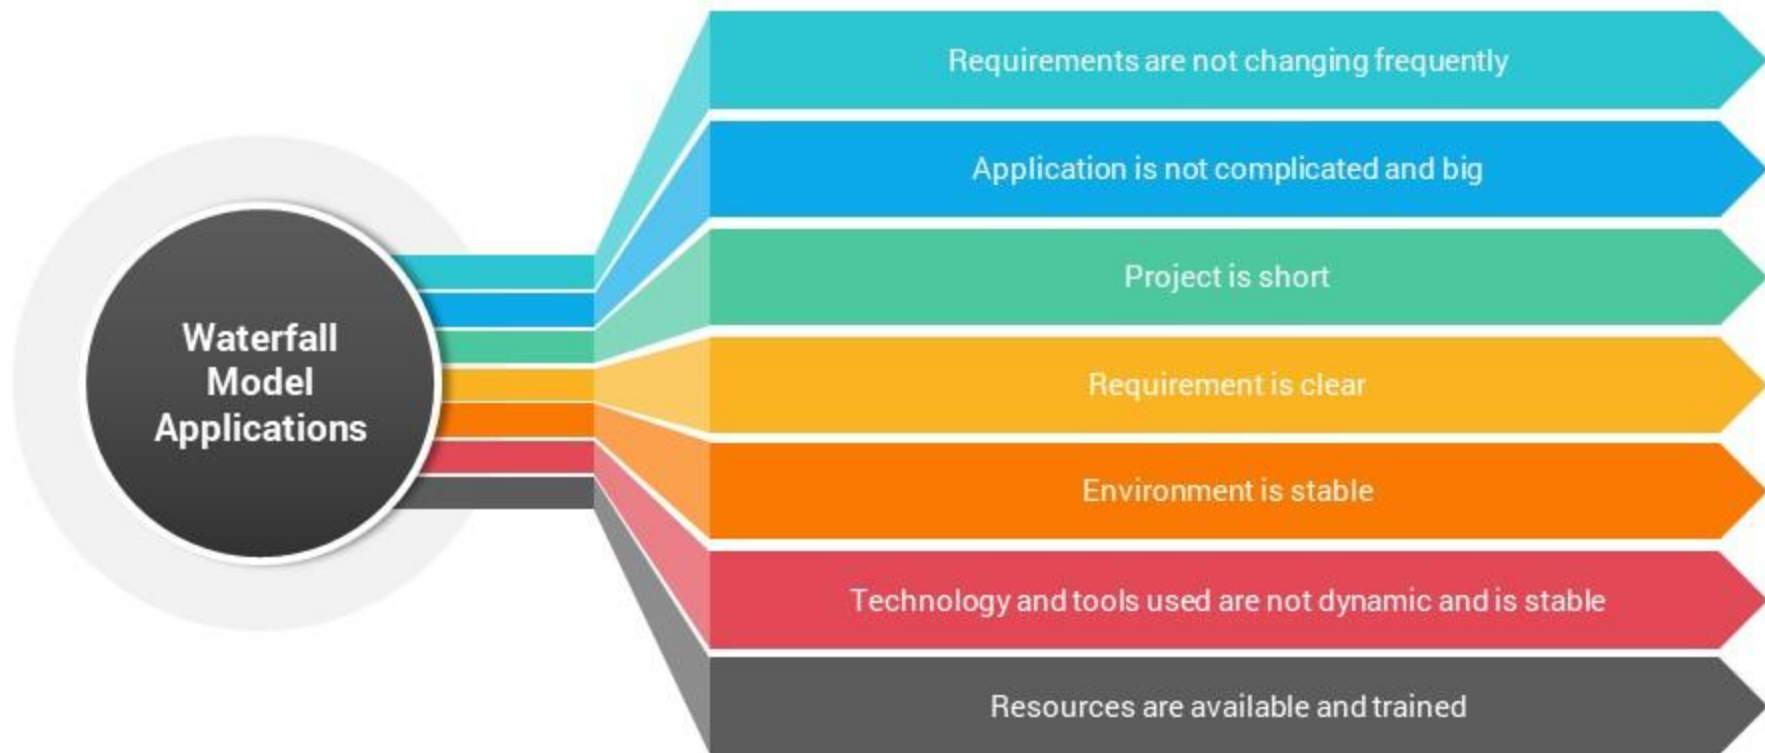 Requirements are not changing frequently
Application is not complicated and big
Project is short
Waterfall
Model
Applications
Requirement is clear
Environment is stable
Technology and tools used are not dynamic and is stable
Resources are available and trained